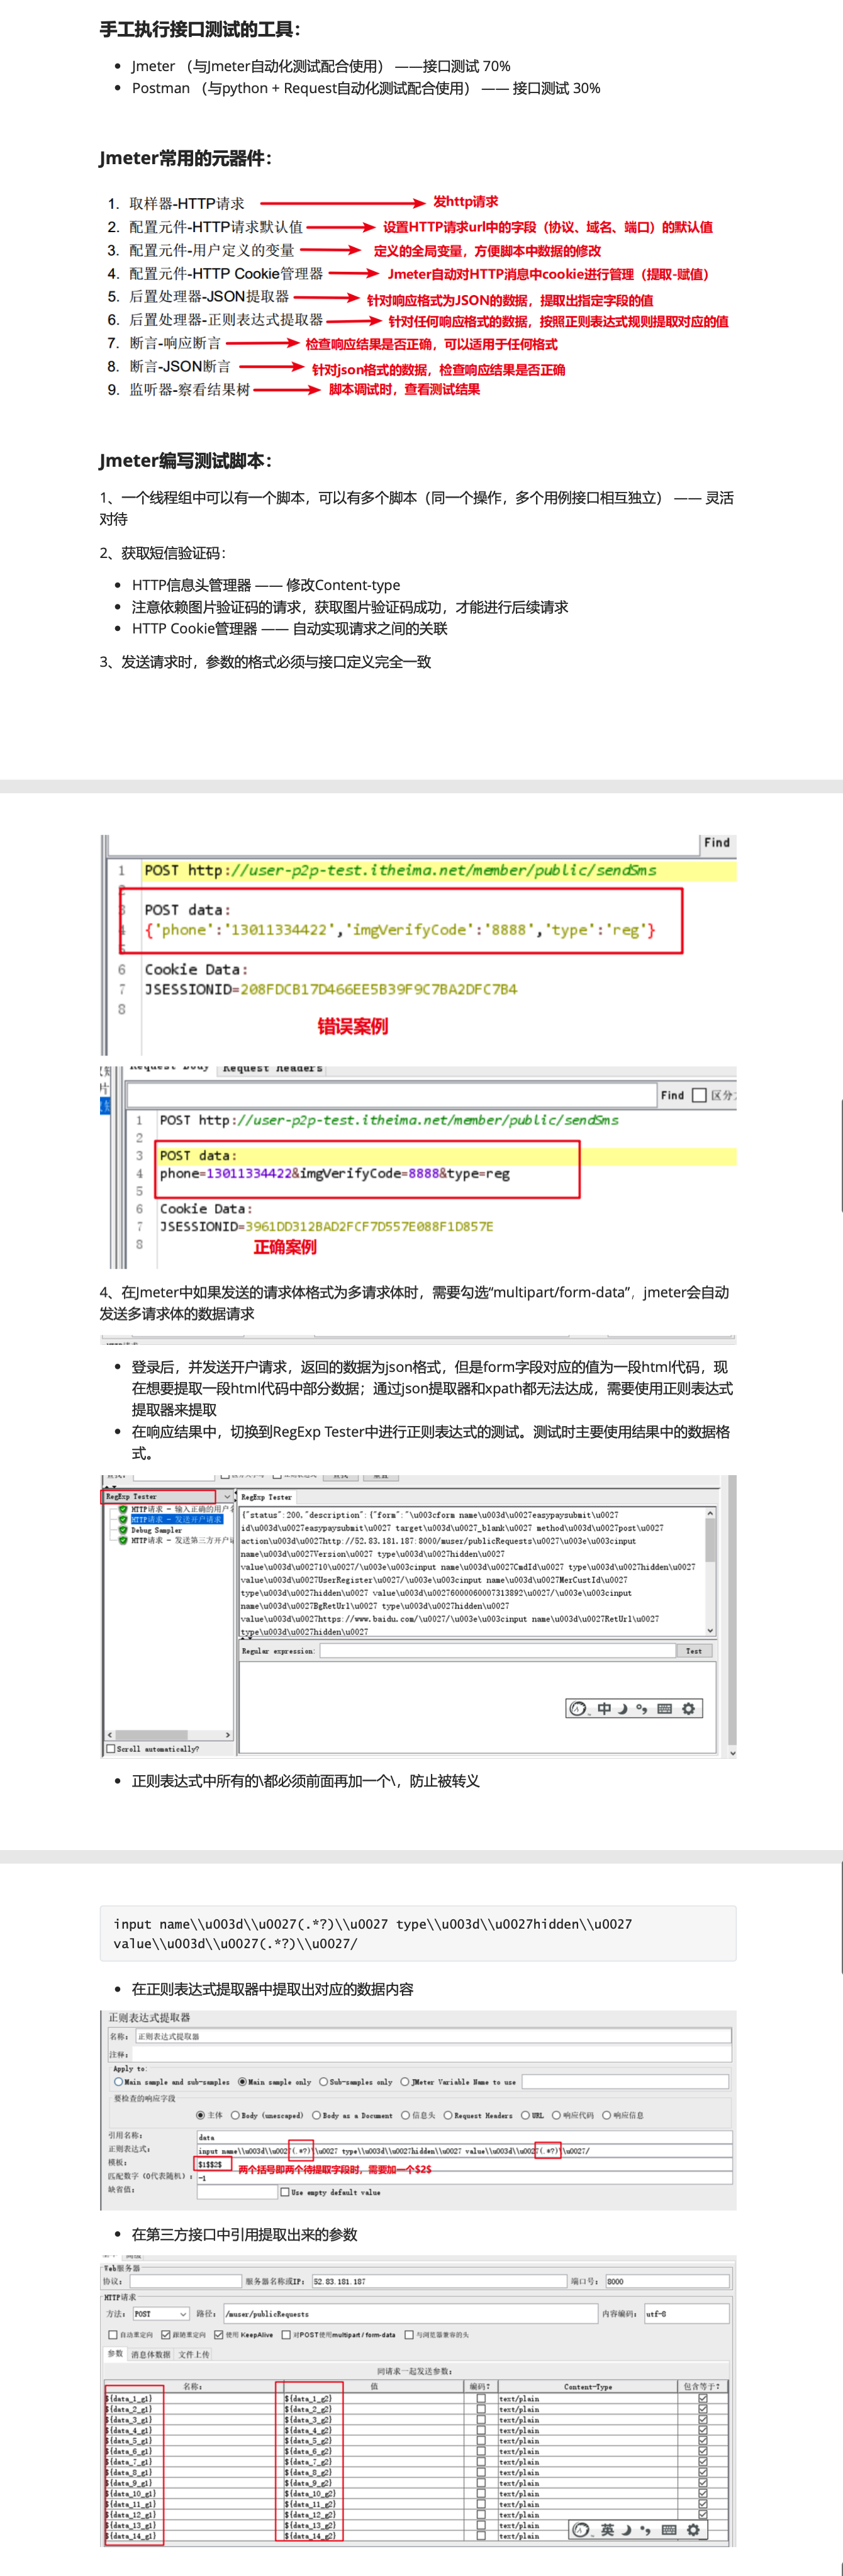 手工执行接口测试的工具：
• Jmeter （与Jmeter自动化测试配合使用） ——接口测试 70%
• Postman （与python + Request自动化测试配合使用） —— 接口测试 30%
Jmeter常用的元器件：
1. 取样器-HTTP请求 发http请求
2. 配置元件-HTTP请求默认值 设置HTTP请求url中的字段（协议、域名、端口）的默认值
3. 配置元件-用户定义的变量 定义的全局变量，方便脚本中数据的修改
4. 配置元件-HTTP Cookie管理器 Jmeter自动对HTTP消息中cookie进行管理（提取-赋值）
5. 后置处理器-JSON提取器 针对响应格式为JSON的数据，提取出指定字段的值
6. 后置处理器-正则表达式提取器 针对任何响应格式的数据，按照正则表达式规则提取对应的值
7. 断言-响应断言 检查响应结果是否正确，可以适用于任何格式
8. 断言-JSON断言 针对json格式的数据，检查响应结果是否正确
9. 监听器-察看结果树 脚本调试时，查看测试结果
Jmeter编写测试脚本：
1、一个线程组中可以有一个脚本，可以有多个脚本（同一个操作，多个用例接口相互独立） —— 灵活
对待
2、获取短信验证码：
• HTTP信息头管理器 —— 修改Content-type
• 注意依赖图片验证码的请求，获取图片验证码成功，才能进行后续请求
• HTTP Cookie管理器 —— 自动实现请求之间的关联
3、发送请求时，参数的格式必须与接口定义完全一致
Find
1 POST http://user-p2p-test.itheima.net/member/public/sendSms
2
3 POST data:
4 {'phone':'13011334422','imgVerifyCode':'8888','type':'reg'}
5
6 Cookie Data:
7 JSESSIONID=208FDCB17D466EE5B39F9C7BA2DFC7B4
8
错误案例
Request Body Request Headers
Find 区分
1 POST http://user-p2p-test.itheima.net/member/public/sendSms
2
3 POST data:
4 phone=13011334422&imgVerifyCode=8888&type=reg
5
6 Cookie Data:
7 JSESSIONID=3961DD312BAD2FCF7D557E088F1D857E
8
正确案例
4、在Jmeter中如果发送的请求体格式为多请求体时，需要勾选“multipart/form-data”，jmeter会自动
发送多请求体的数据请求
• 登录后，并发送开户请求，返回的数据为json格式，但是form字段对应的值为一段html代码，现
在想要提取一段html代码中部分数据；通过json提取器和xpath都无法达成，需要使用正则表达式
提取器来提取
• 在响应结果中，切换到RegExp Tester中进行正则表达式的测试。测试时主要使用结果中的数据格
式。
RegExp Tester RegExp Tester
HTTP请求 - 输入正确的用户名
HTTP请求 - 发送开户请求
Debug Sampler
HTTP请求 - 发送第三方开户
{"status":200,"description":{"form":"\u003cform name\u003d\u0027easypaysubmit\u0027
id\u003d\u0027easypaysubmit\u0027 target\u003d\u0027_blank\u0027 method\u003d\u0027post\u0027
action\u003d\u0027http://52.83.181.187:8000/muser/publicRequests\u0027\u003e\u003cinput
name\u003d\u0027Version\u0027 type\u003d\u0027hidden\u0027
value\u003d\u002710\u0027/\u003e\u003cinput name\u003d\u0027CmdId\u0027 type\u003d\u0027hidden\u0027
value\u003d\u0027UserRegister\u0027/\u003e\u003cinput name\u003d\u0027MerCustId\u0027
type\u003d\u0027hidden\u0027 value\u003d\u00276000060007313892\u0027/\u003e\u003cinput
name\u003d\u0027BgRetUrl\u0027 type\u003d\u0027hidden\u0027
value\u003d\u0027https://www.baidu.com/\u0027/\u003e\u003cinput name\u003d\u0027RetUrl\u0027
type\u003d\u0027hidden\u0027
Regular expression: Test
中
Scroll automatically?
• 正则表达式中所有的\都必须前面再加一个\，防止被转义
input name\\u003d\\u0027(.*?)\\u0027 type\\u003d\\u0027hidden\\u0027
value\\u003d\\u0027(.*?)\\u0027/
• 在正则表达式提取器中提取出对应的数据内容
正则表达式提取器
名称： 正则表达式提取器
注释：
Apply to:
Main sample and sub-samples Main sample only Sub-samples only JMeter Variable Name to use
要检查的响应字段
主体 Body (unescaped) Body as a Document 信息头 Request Headers URL 响应代码 响应信息
引用名称： data
正则表达式： input name\\u003d\\u0027(.*?)\\u0027 type\\u003d\\u0027hidden\\u0027 value\\u003d\\u0027(.*?)\\u0027/
模板： $1$$2$ 两个括号即两个待提取字段时，需要加一个$2$
匹配数字（0代表随机）： -1
缺省值： Use empty default value
• 在第三方接口中引用提取出来的参数
Web服务器
协议： 服务器名称或IP： 52.83.181.187 端口号： 8000
HTTP请求
方法： POST 路径： /muser/publicRequests 内容编码： utf-8
自动重定向 跟随重定向 使用 KeepAlive 对POST使用multipart / form-data 与浏览器兼容的头
参数 消息体数据 文件上传
同请求一起发送参数：
名称： 值 编码？ Content-Type 包含等于？
${data_1_g1} ${data_1_g2} text/plain
${data_2_g1} ${data_2_g2} text/plain
${data_3_g1} ${data_3_g2} text/plain
${data_4_g1} ${data_4_g2} text/plain
${data_5_g1} ${data_5_g2} text/plain
${data_6_g1} ${data_6_g2} text/plain
${data_7_g1} ${data_7_g2} text/plain
${data_8_g1} ${data_8_g2} text/plain
${data_9_g1} ${data_9_g2} text/plain
${data_10_g1} ${data_10_g2} text/plain
${data_11_g1} ${data_11_g2} text/plain
${data_12_g1} ${data_12_g2} text/plain
${data_13_g1} ${data_13_g2} text/plain
${data_14_g1} ${data_14_g2} text/plain
英